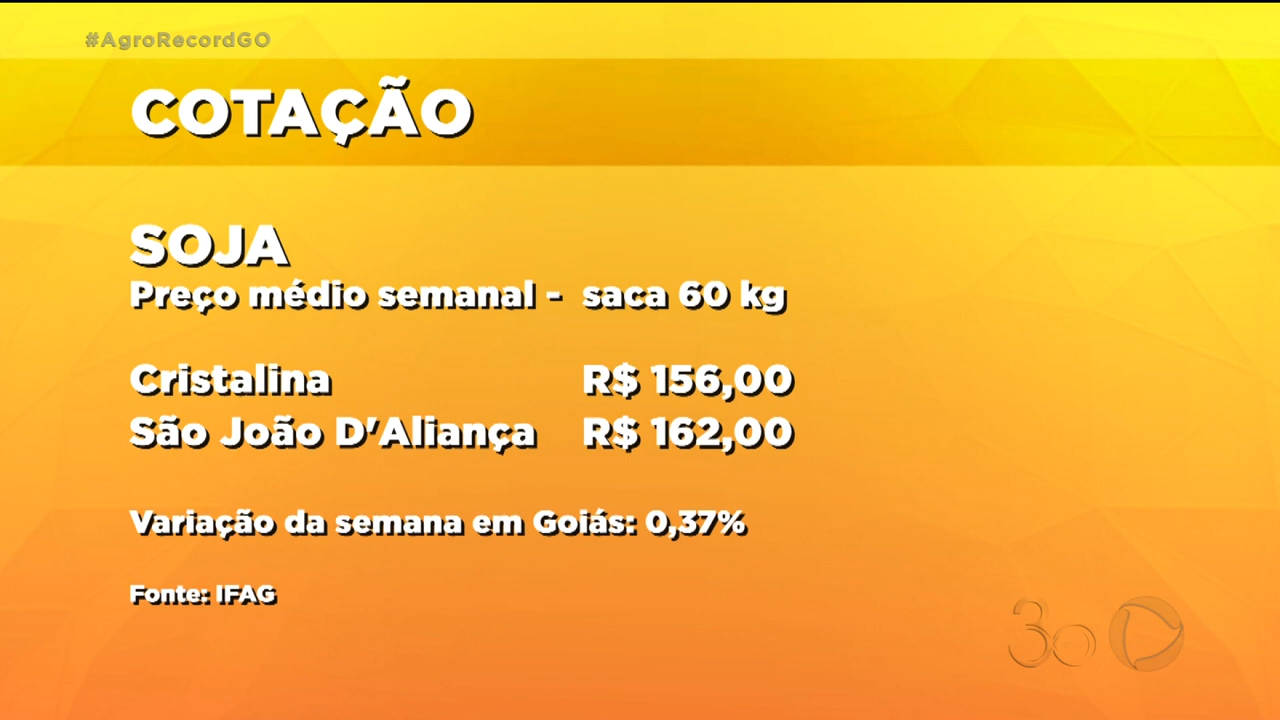 #AgroRecordGO
COTAÇÃO
SOJA
Preço médio semanal - saca 60 kg
Cristalina R$ 156,00
São João D'Aliança R$ 162,00
Variação da semana em Goiás: 0,37%
Fonte: IFAG
30